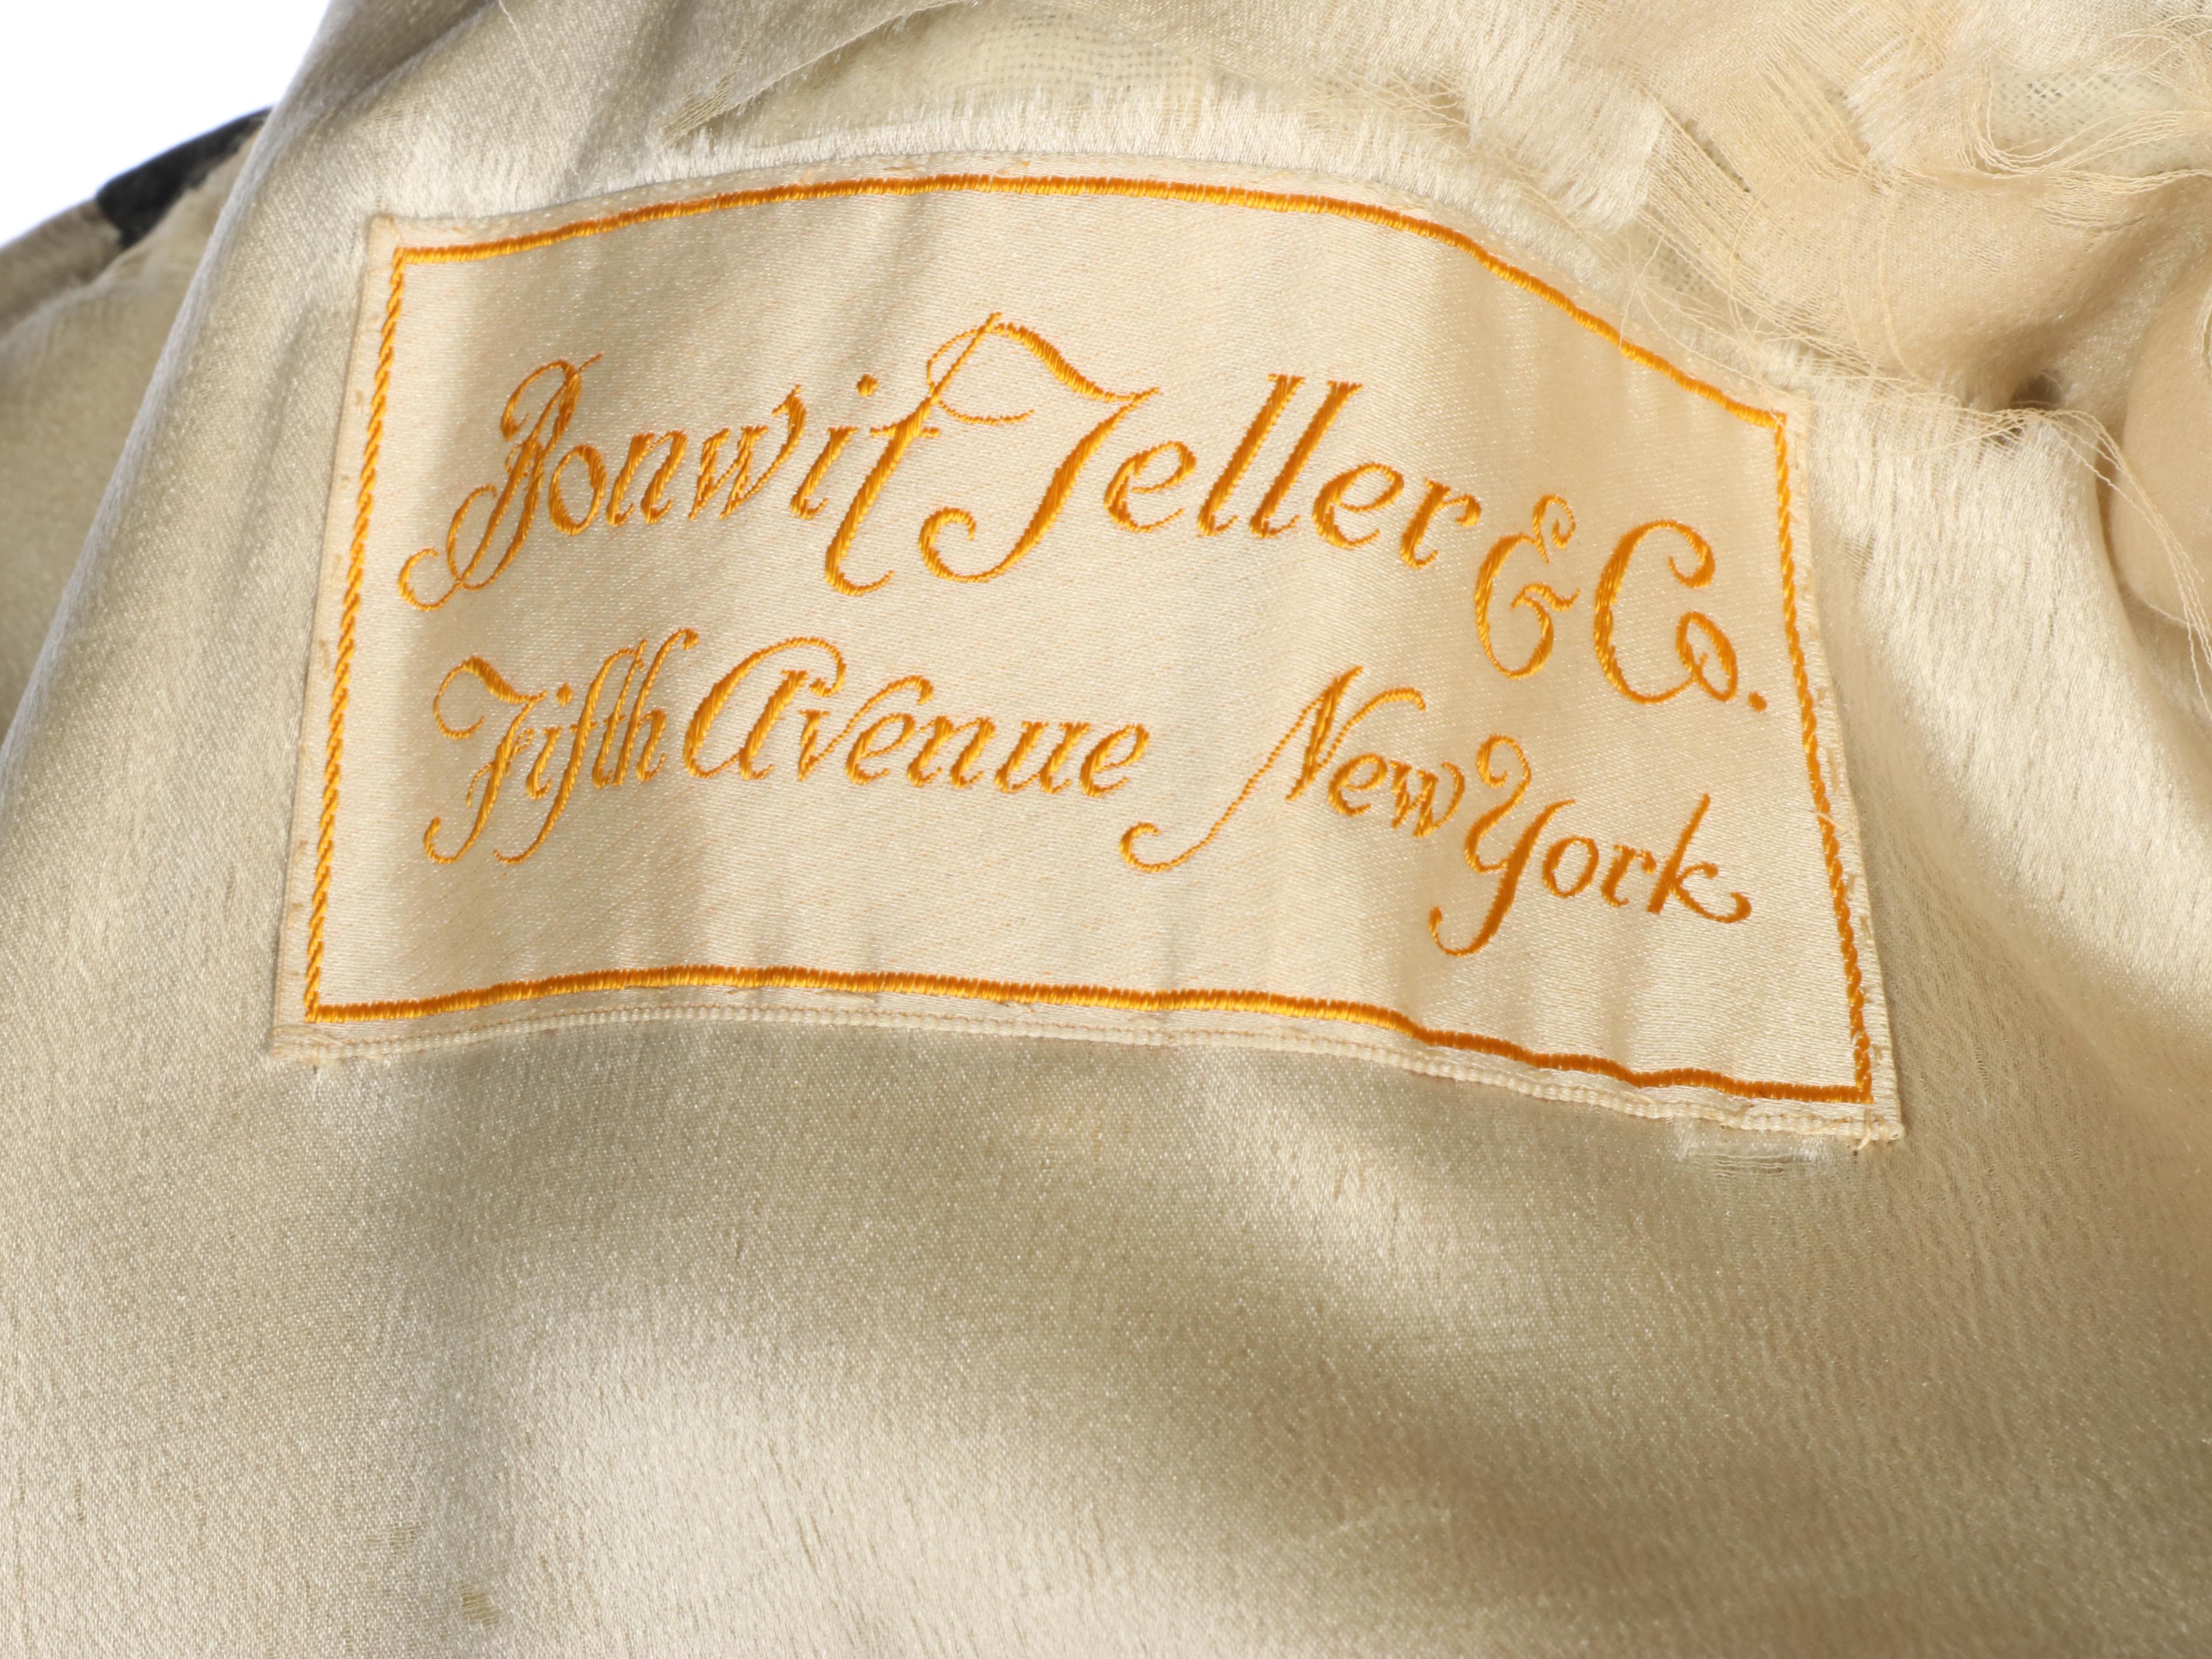 Bonwit Teller & Co.
Fifth Avenue New York